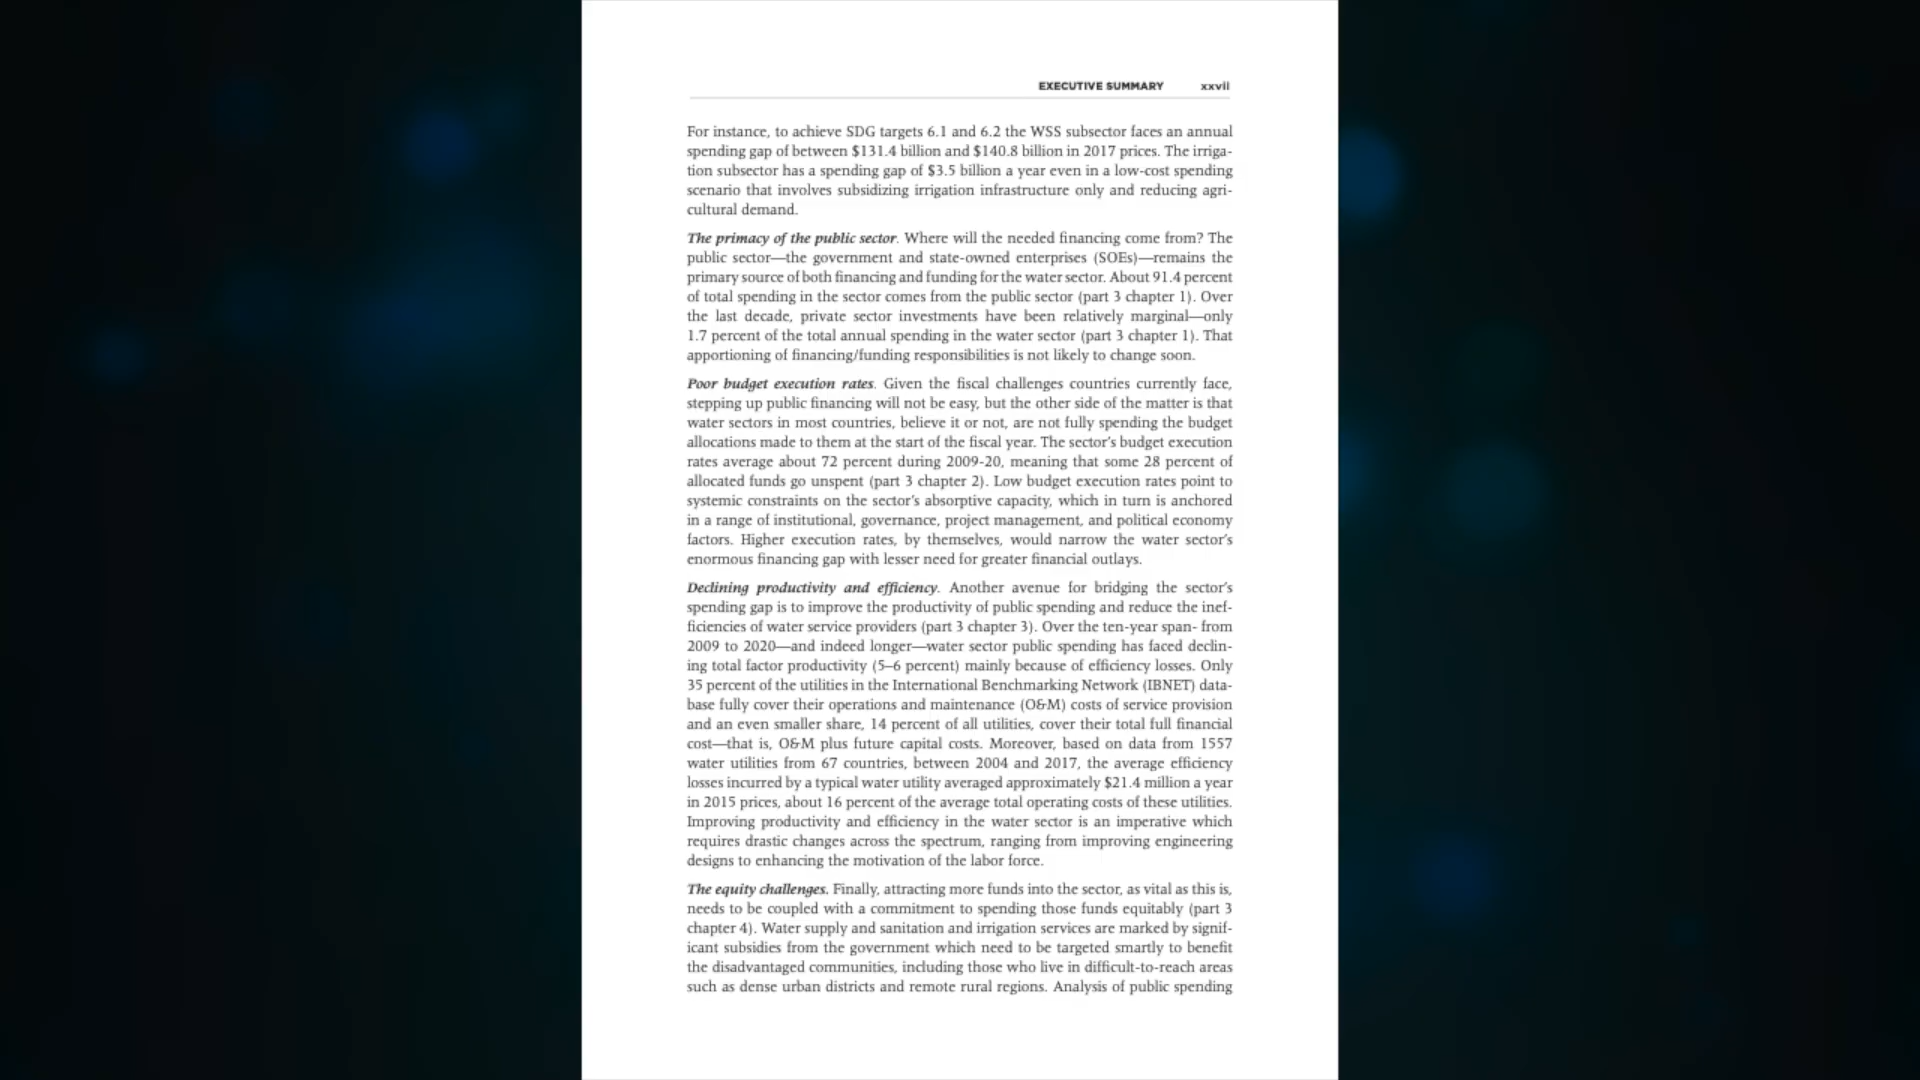 EXECUTIVE SUMMARY xxvii
For instance, to achieve SDG targets 6.1 and 6.2 the WSS subsector faces an annual
spending gap of between $131.4 billion and $140.8 billion in 2017 prices. The irriga-
tion subsector has a spending gap of $3.5 billion a year even in a low-cost spending
scenario that involves subsidizing irrigation infrastructure only and reducing agri-
cultural demand.
The primacy of the public sector. Where will the needed financing come from? The
public sector—the government and state-owned enterprises (SOEs)—remains the
primary source of both financing and funding for the water sector. About 91.4 percent
of total spending in the sector comes from the public sector (part 3 chapter 1). Over
the last decade, private sector investments have been relatively marginal—only
1.7 percent of the total annual spending in the water sector (part 3 chapter 1). That
apportioning of financing/funding responsibilities is not likely to change soon.
Poor budget execution rates. Given the fiscal challenges countries currently face,
stepping up public financing will not be easy, but the other side of the matter is that
water sectors in most countries, believe it or not, are not fully spending the budget
allocations made to them at the start of the fiscal year. The sector's budget execution
rates average about 72 percent during 2009-20, meaning that some 28 percent of
allocated funds go unspent (part 3 chapter 2). Low budget execution rates point to
systemic constraints on the sector's absorptive capacity, which in turn is anchored
in a range of institutional, governance, project management, and political economy
factors. Higher execution rates, by themselves, would narrow the water sector's
enormous financing gap with lesser need for greater financial outlays.
Declining productivity and efficiency. Another avenue for bridging the sector's
spending gap is to improve the productivity of public spending and reduce the inef-
ficiencies of water service providers (part 3 chapter 3). Over the ten-year span- from
2009 to 2020—and indeed longer—water sector public spending has faced declin-
ing total factor productivity (5–6 percent) mainly because of efficiency losses. Only
35 percent of the utilities in the International Benchmarking Network (IBNET) data-
base fully cover their operations and maintenance (O&M) costs of service provision
and an even smaller share, 14 percent of all utilities, cover their total full financial
cost—that is, O&M plus future capital costs. Moreover, based on data from 1557
water utilities from 67 countries, between 2004 and 2017, the average efficiency
losses incurred by a typical water utility averaged approximately $21.4 million a year
in 2015 prices, about 16 percent of the average total operating costs of these utilities.
Improving productivity and efficiency in the water sector is an imperative which
requires drastic changes across the spectrum, ranging from improving engineering
designs to enhancing the motivation of the labor force.
The equity challenges. Finally, attracting more funds into the sector, as vital as this is,
needs to be coupled with a commitment to spending those funds equitably (part 3
chapter 4). Water supply and sanitation and irrigation services are marked by signif-
icant subsidies from the government which need to be targeted smartly to benefit
the disadvantaged communities, including those who live in difficult-to-reach areas
such as dense urban districts and remote rural regions. Analysis of public spending